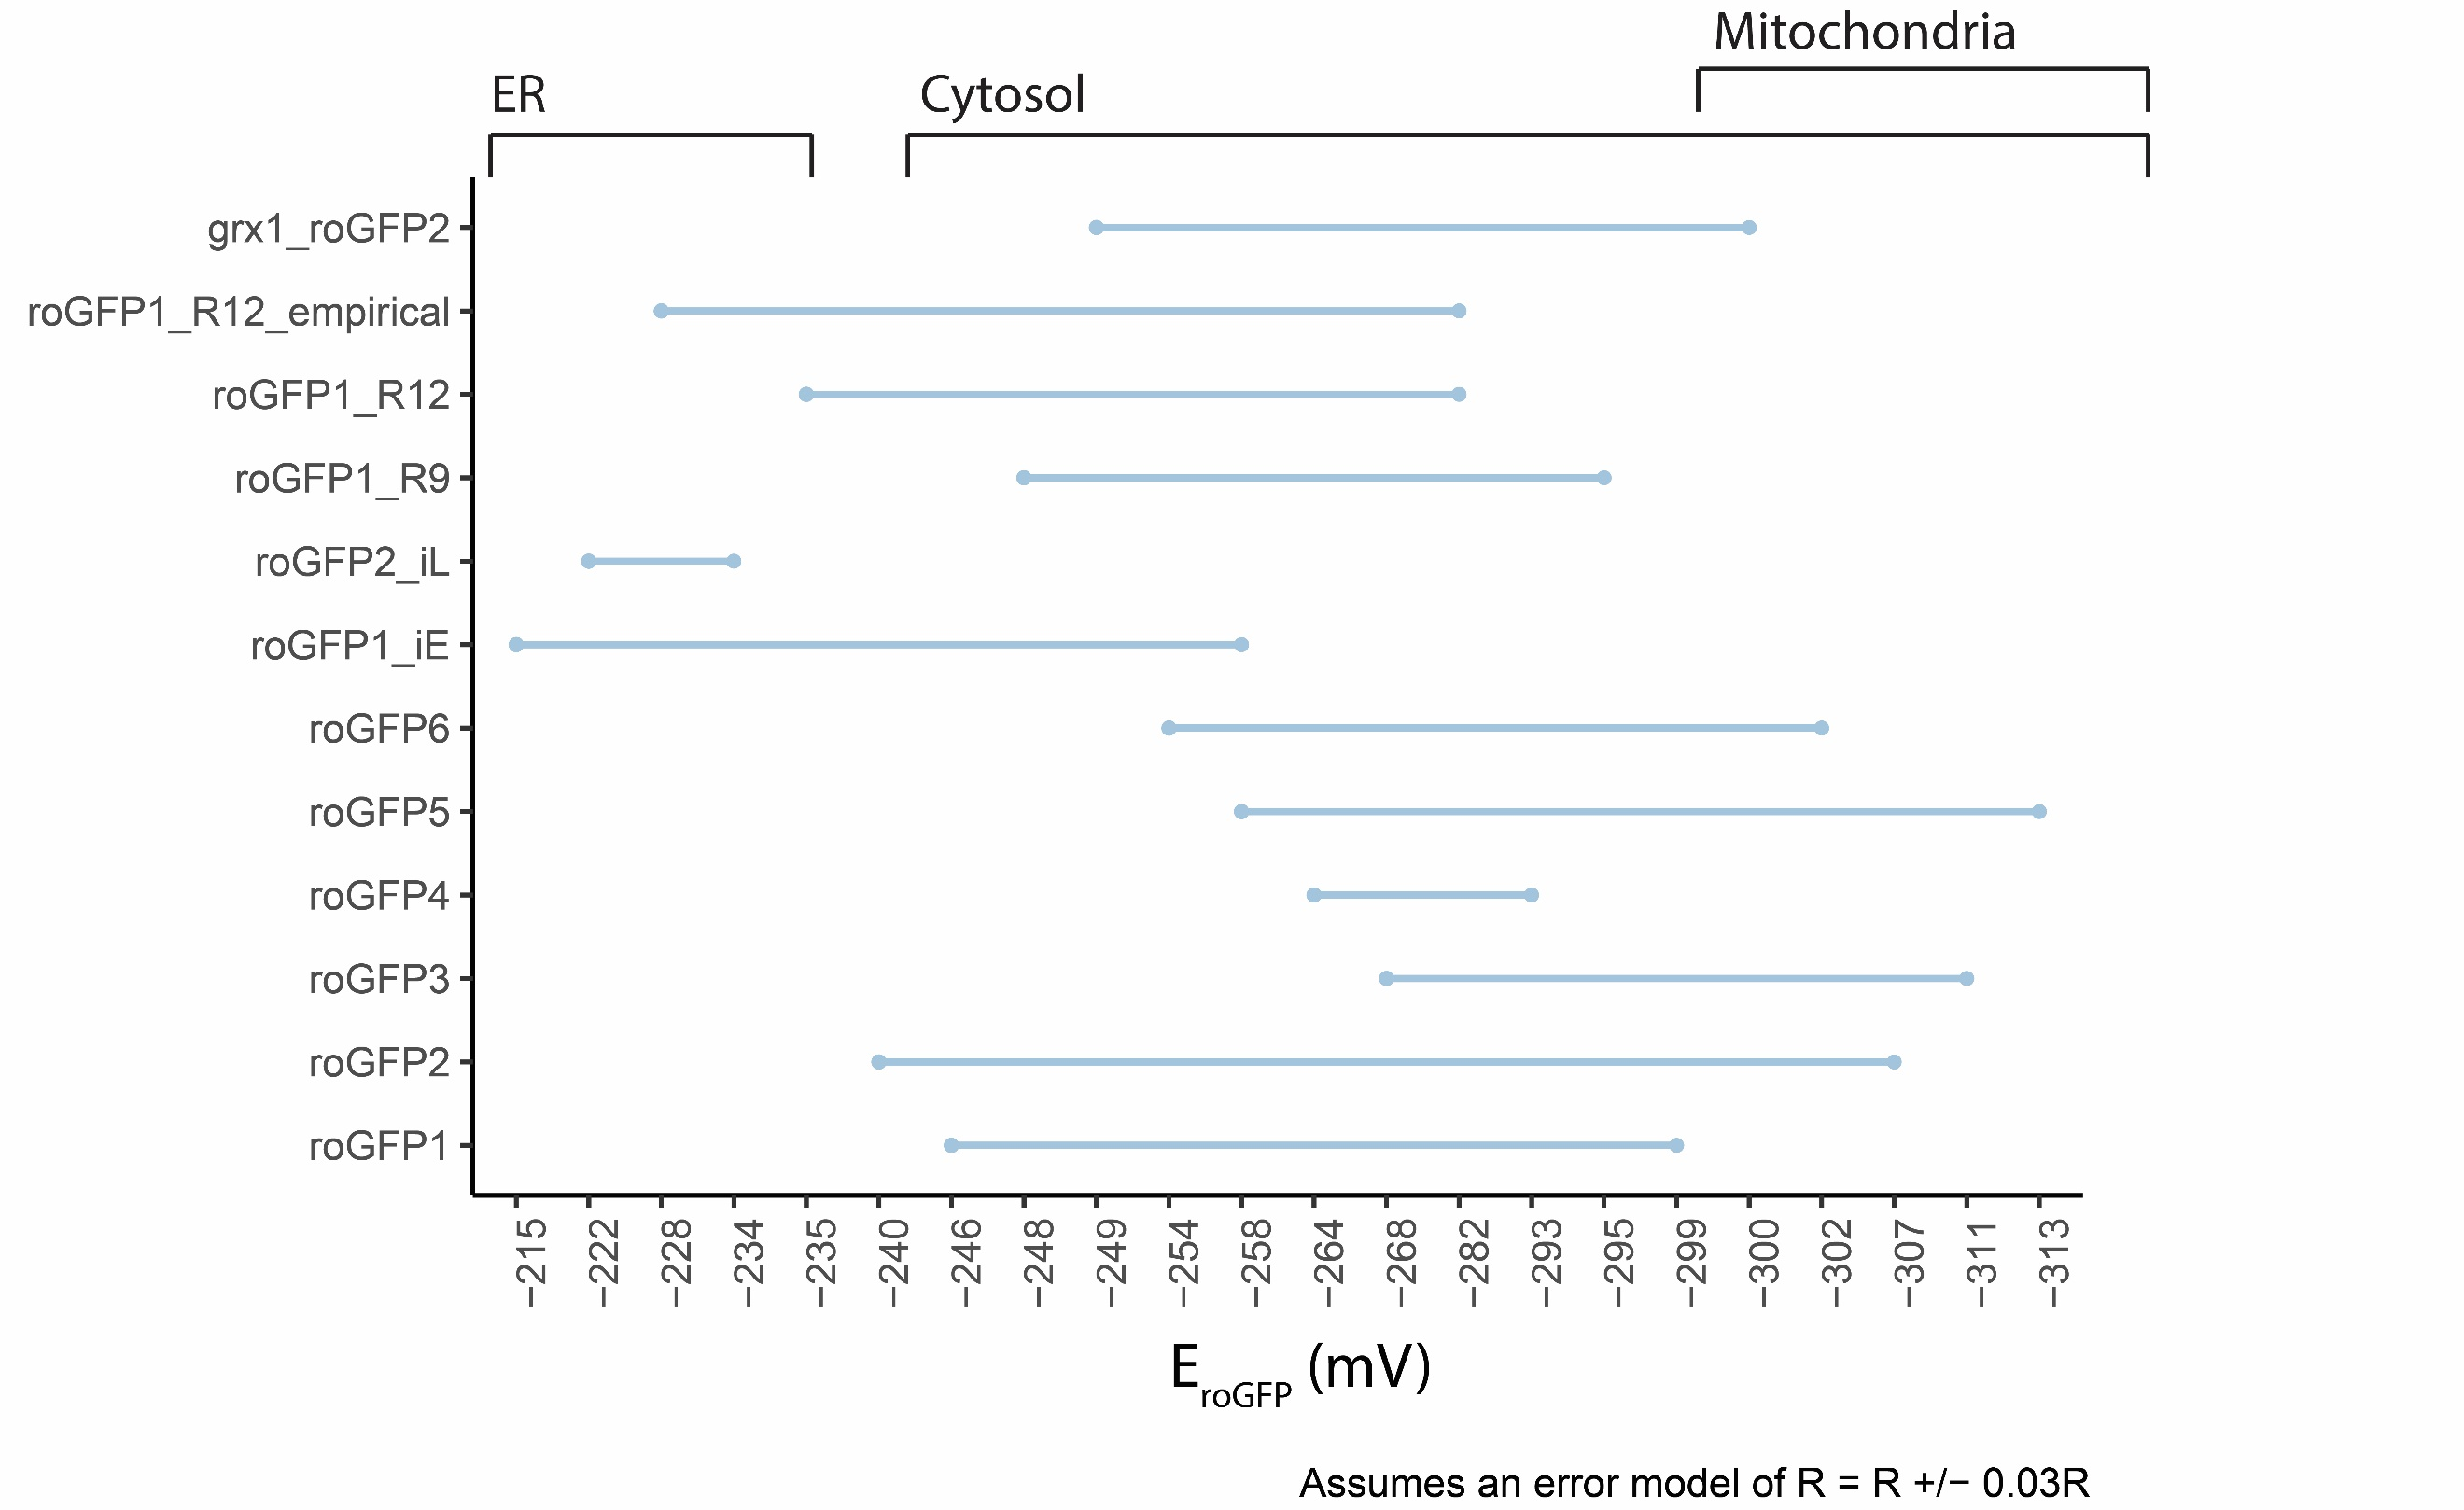 Mitochondria
ER
Cytosol
grx1_roGFP2
roGFP1_R12_empirical
roGFP1_R12
roGFP1_R9
roGFP2_iL
roGFP1_iE
roGFP6
roGFP5
roGFP4
roGFP3
roGFP2
roGFP1
−215
−222
−228
−234
−235
−240
−246
−248
−249
−254
−258
−264
−268
−282
−293
−295
−299
−300
−302
−307
−311
−313
EroGFP (mV)
Assumes an error model of R = R +/− 0.03R